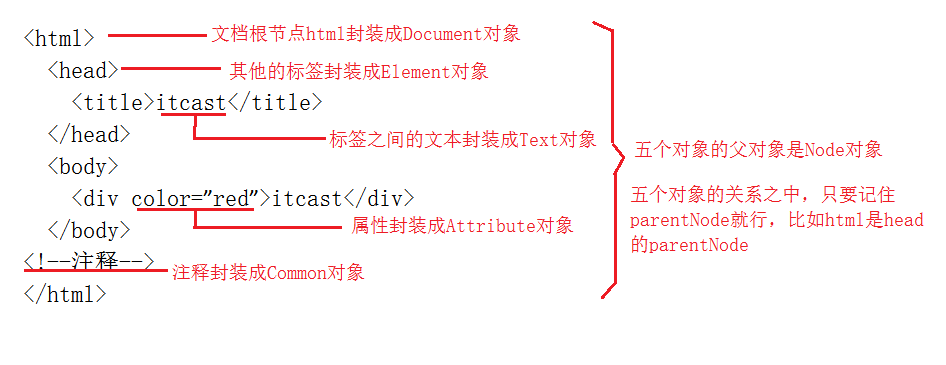 <html>
文档根节点html封装成Document对象
<head>
其他的标签封装成Element对象
<title>itcast</title>
</head>
标签之间的文本封装成Text对象
<body>
<div color="red">itcast</div>
</body>
属性封装成Attribute对象
<!--注释-->
注释封装成Common对象
</html>
五个对象的父对象是Node对象
五个对象的关系之中，只要记住
parentNode就行，比如html是head
的parentNode